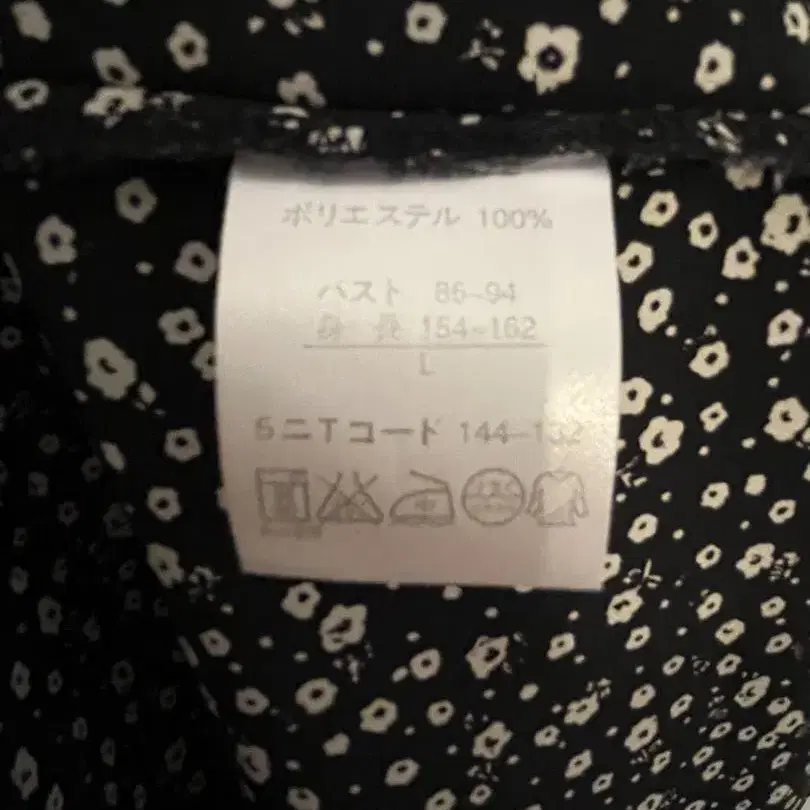 ポリエステル 100%
バスト 86-94
身 長 154-162
L
ミニTコード 144-132